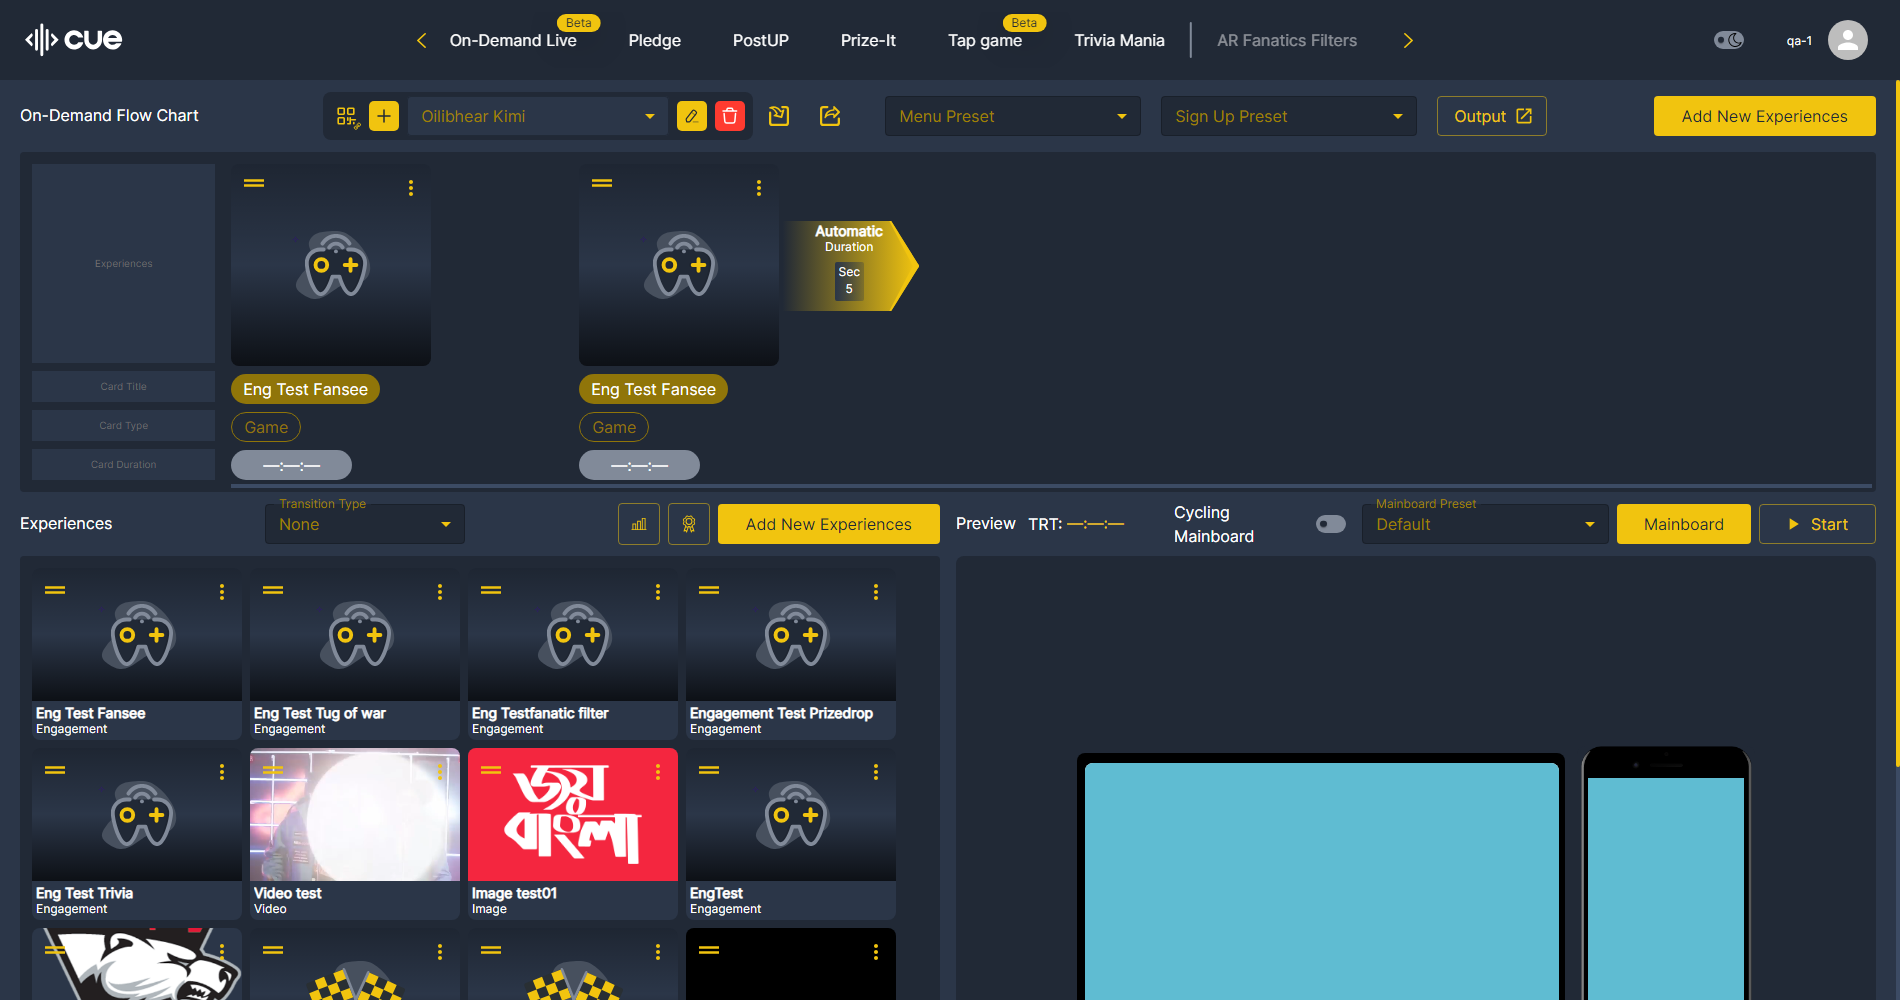 cue
Beta
Beta
On-Demand Live
Pledge
PostUP
Prize-It
Tap game
Trivia Mania
AR Fanatics Filters
qa-1
On-Demand Flow Chart
Oilibhear Kimi
Menu Preset
Sign Up Preset
Output
Add New Experiences
Experiences
Automatic
Duration
Sec
5
Card Title
Eng Test Fansee
Eng Test Fansee
Card Type
Game
Game
Card Duration
—:—:—
—:—:—
Experiences
Transition Type
None
Add New Experiences
Preview
TRT: —:—:—
Cycling
Mainboard
Mainboard Preset
Default
Mainboard
Start
Eng Test Fansee
Engagement
Eng Test Tug of war
Engagement
Eng Testfanatic filter
Engagement
Engagement Test Prizedrop
Engagement
জয়
বাংলা
Eng Test Trivia
Engagement
Video test
Video
Image test01
Image
EngTest
Engagement